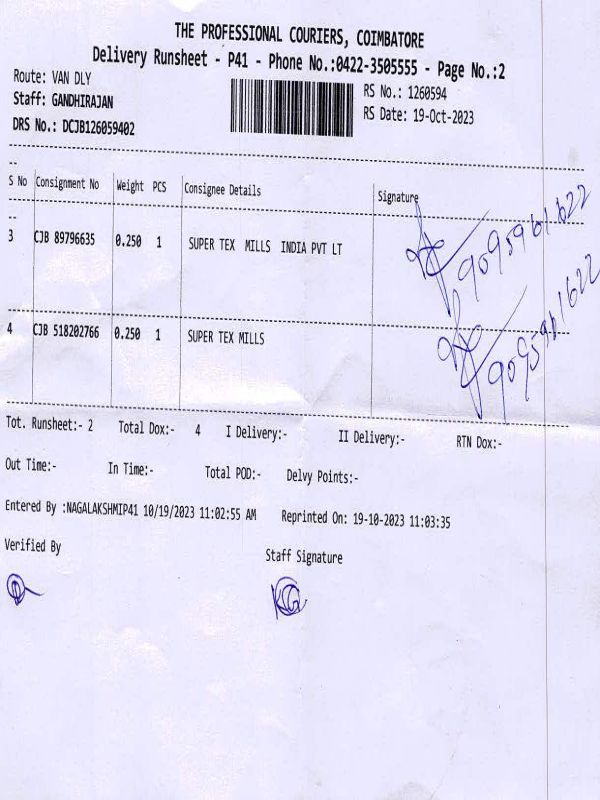 THE PROFESSIONAL COURIERS, COIMBATORE
Delivery Runsheet - P41 - Phone No.:0422-3505555 - Page No.:2
Route: VAN DLY
RS No.: 1260594
Staff: GANDHIRAJAN
RS Date: 19-Oct-2023
DRS No.: DCJB126059402
S No Consignment No Weight PCS Consignee Details Signature
3 CJB 89796635 0.250 1 SUPER TEX MILLS INDIA PVT LT 9095961622
4 CJB 518202766 0.250 1 SUPER TEX MILLS 9095961622
Tot. Runsheet:- 2 Total Dox:- 4 I Delivery:- II Delivery:- RTN Dox:-
Out Time:- In Time:- Total POD:- Delvy Points:-
Entered By :NAGALAKSHMIP41 10/19/2023 11:02:55 AM Reprinted On: 19-10-2023 11:03:35
Verified By Staff Signature